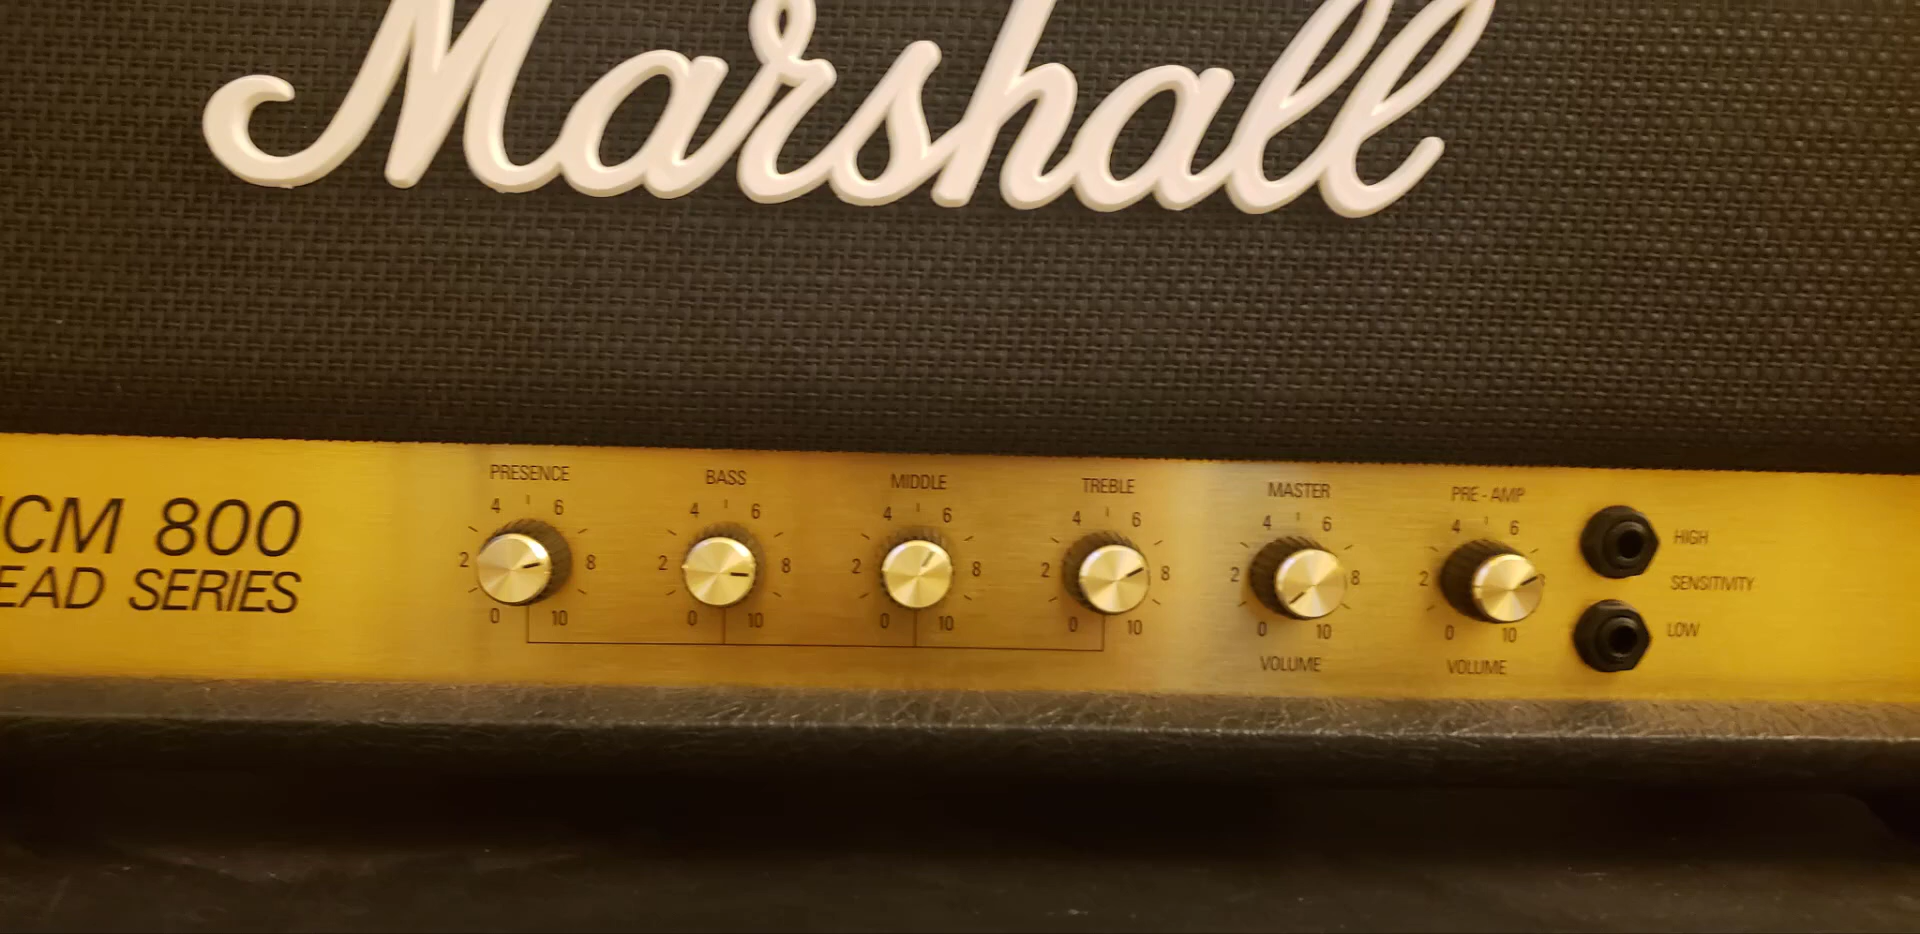 Marshall
JCM 800
LEAD SERIES
PRESENCE
0 2 4 6 8 10
BASS
0 2 4 6 8 10
MIDDLE
0 2 4 6 8 10
TREBLE
0 2 4 6 8 10
MASTER
0 2 4 6 8 10
VOLUME
PRE-AMP
0 2 4 6 8 10
VOLUME
HIGH
SENSITIVITY
LOW